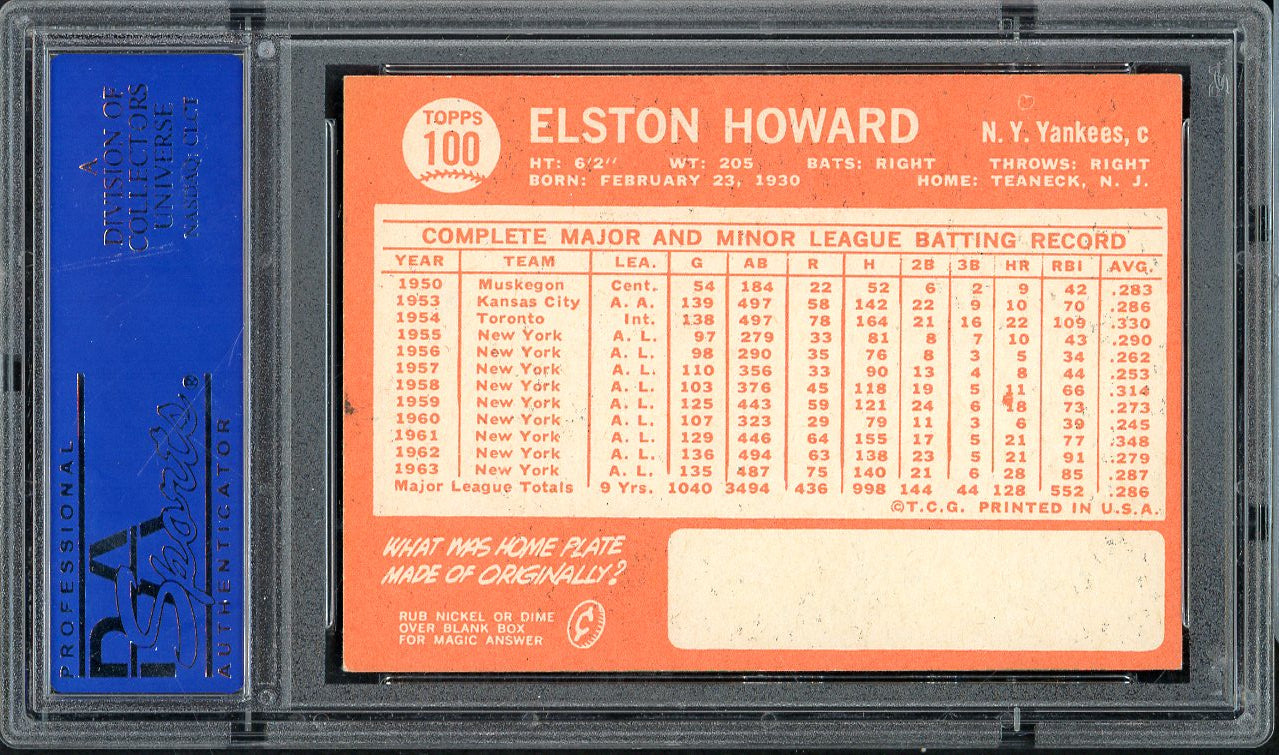 A
DIVISION OF
COLLECTORS
UNIVERSE
NASDAQ: CLCT
PROFESSIONAL
PSA
Sports®
AUTHENTICATOR
TOPPS
100
ELSTON HOWARD
N. Y. Yankees, c
HT: 6'2'' WT: 205 BATS: RIGHT THROWS: RIGHT
BORN: FEBRUARY 23, 1930 HOME: TEANECK, N. J.
COMPLETE MAJOR AND MINOR LEAGUE BATTING RECORD
YEAR TEAM LEA. G AB R H 2B 3B HR RBI AVG.
1950 Muskegon Cent. 54 184 22 52 6 2 9 42 .283
1953 Kansas City A. A. 139 497 58 142 22 9 10 70 .286
1954 Toronto Int. 138 497 78 164 21 16 22 109 .330
1955 New York A. L. 97 279 33 81 8 7 10 43 .290
1956 New York A. L. 98 290 35 76 8 3 5 34 .262
1957 New York A. L. 110 356 33 90 13 4 8 44 .253
1958 New York A. L. 103 376 45 118 19 5 11 66 .314
1959 New York A. L. 125 443 59 121 24 6 18 73 .273
1960 New York A. L. 107 323 29 79 11 3 6 39 .245
1961 New York A. L. 129 446 64 155 17 5 21 77 .348
1962 New York A. L. 136 494 63 138 23 5 21 91 .279
1963 New York A. L. 135 487 75 140 21 6 28 85 .287
Major League Totals 9 Yrs. 1040 3494 436 998 144 44 128 552 .286
©T.C.G. PRINTED IN U.S.A.
WHAT WAS HOME PLATE
MADE OF ORIGINALLY?
RUB NICKEL OR DIME
OVER BLANK BOX
FOR MAGIC ANSWER
¢